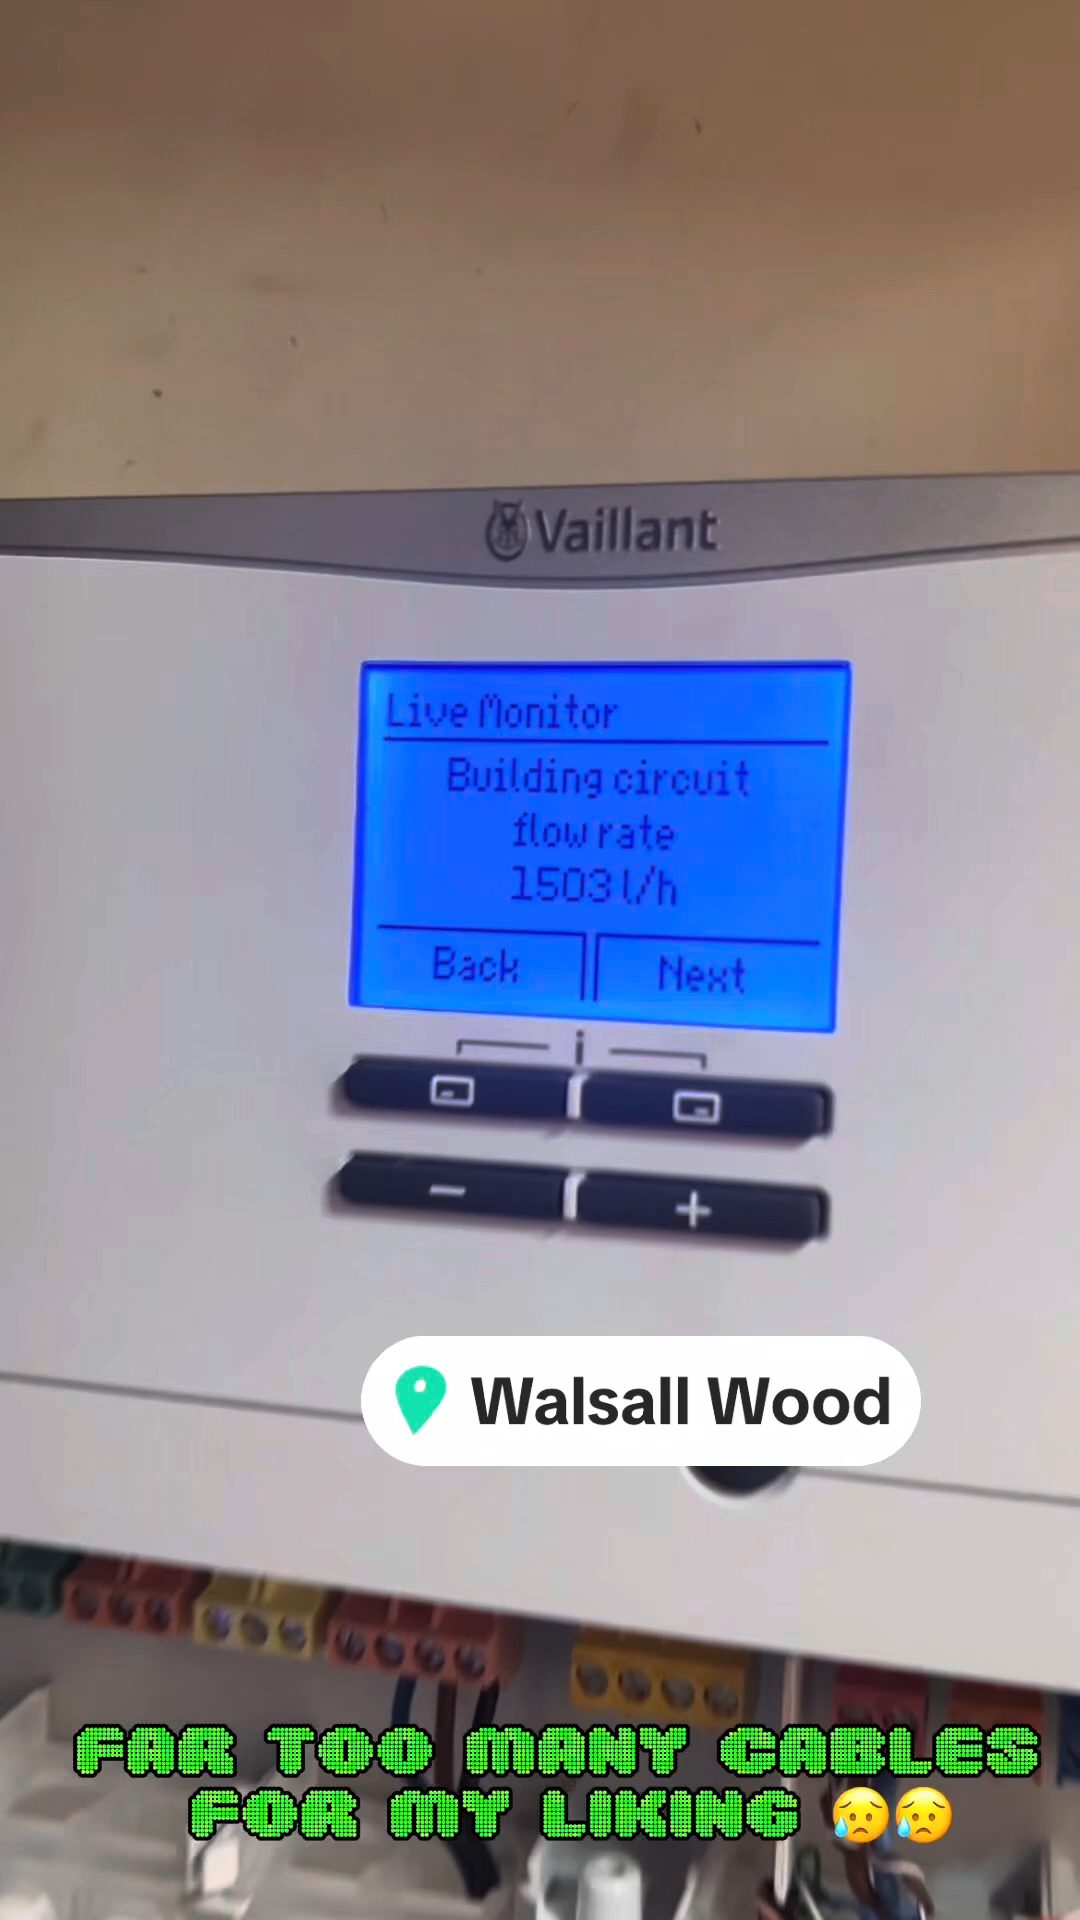 Vaillant
Live Monitor
Building circuit
flow rate
1503 l/h
Back Next
i
- +
Walsall Wood
FAR TOO MANY CABLES
FOR MY LIKING 😥😥